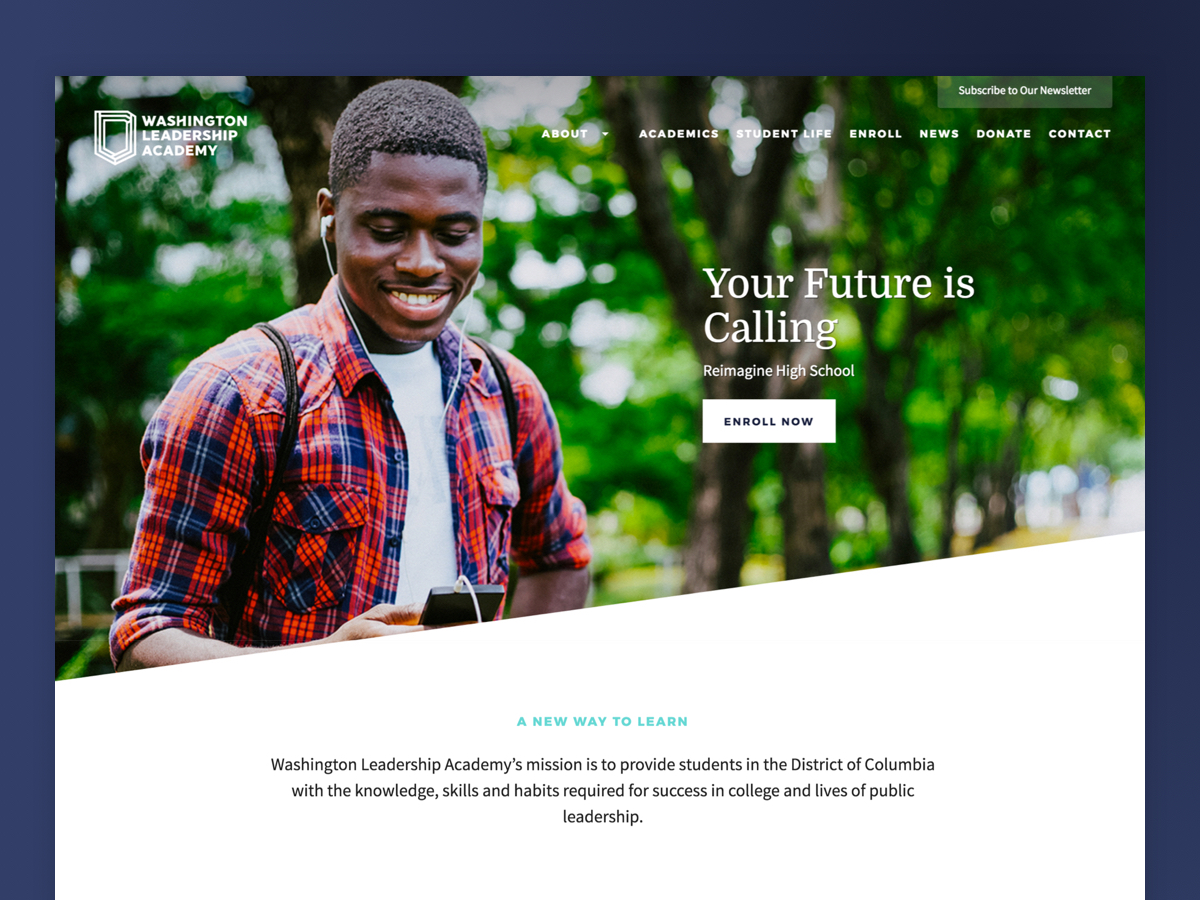 Subscribe to Our Newsletter
WASHINGTON
LEADERSHIP
ACADEMY
ABOUT ACADEMICS STUDENT LIFE ENROLL NEWS DONATE CONTACT
Your Future is
Calling
Reimagine High School
ENROLL NOW
A NEW WAY TO LEARN
Washington Leadership Academy’s mission is to provide students in the District of Columbia
with the knowledge, skills and habits required for success in college and lives of public
leadership.